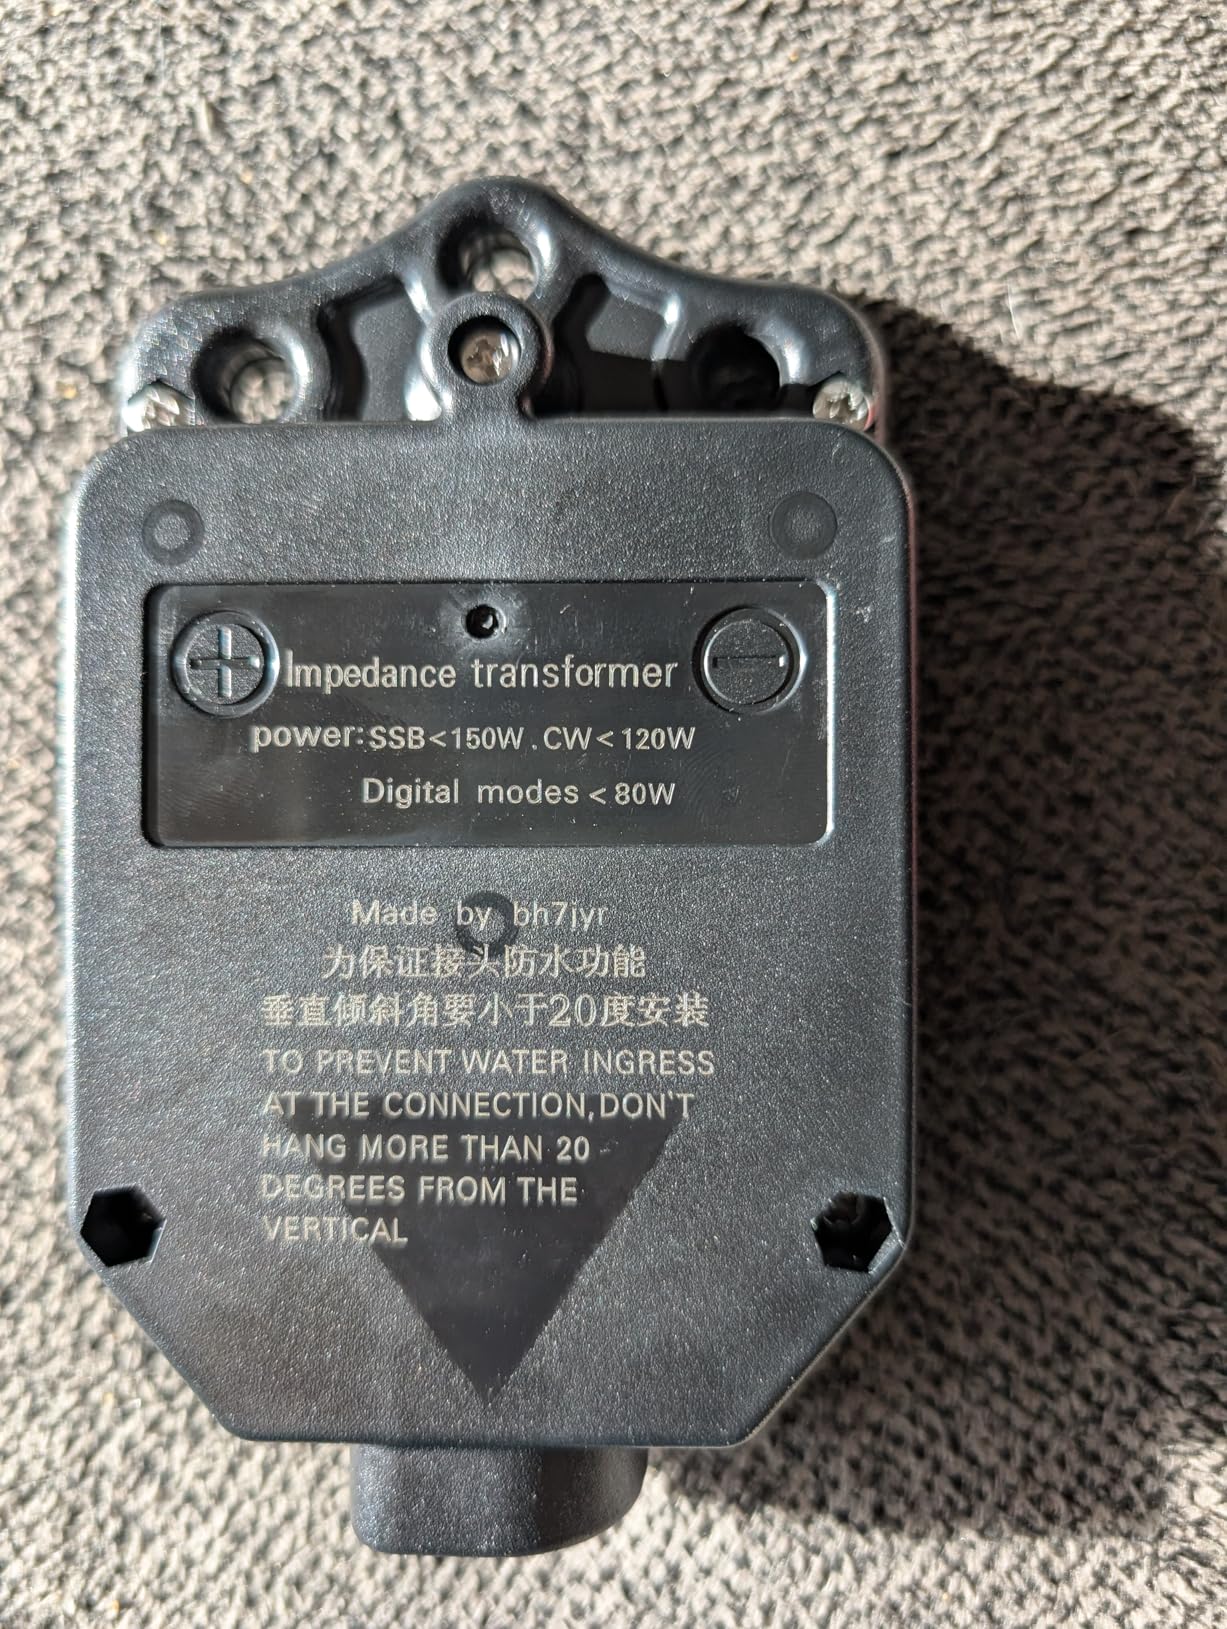 Impedance transformer
power:SSB<150W.CW<120W
Digital modes<80W
Made by bh7iyr
为保证接头防水功能
垂直倾斜角要小于20度安装
TO PREVENT WATER INGRESS
AT THE CONNECTION,DON'T
HANG MORE THAN 20
DEGREES FROM THE
VERTICAL